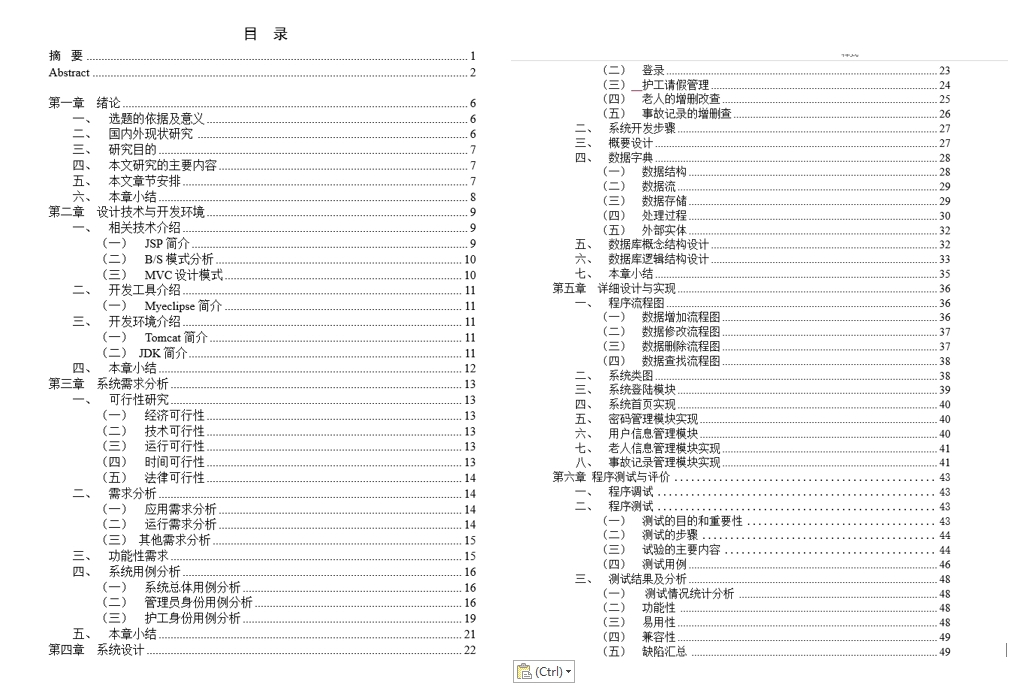 目 录
摘 要 1
Abstract 2
第一章 绪论 6
一、 选题的依据及意义 6
二、 国内外现状研究 6
三、 研究目的 7
四、 本文研究的主要内容 7
五、 本文章节安排 7
六、 本章小结 8
第二章 设计技术与开发环境 9
一、 相关技术介绍 9
（一） JSP 简介 9
（二） B/S 模式分析 10
（三） MVC 设计模式 10
二、 开发工具介绍 11
（一） Myeclipse 简介 11
三、 开发环境介绍 11
（一） Tomcat 简介 11
（二） JDK 简介 11
四、 本章小结 12
第三章 系统需求分析 13
一、 可行性研究 13
（一） 经济可行性 13
（二） 技术可行性 13
（三） 运行可行性 13
（四） 时间可行性 13
（五） 法律可行性 14
二、 需求分析 14
（一） 应用需求分析 14
（二） 运行需求分析 14
（三） 其他需求分析 15
三、 功能性需求 15
四、 系统用例分析 16
（一） 系统总体用例分析 16
（二） 管理员身份用例分析 16
（三） 护工身份用例分析 19
五、 本章小结 21
第四章 系统设计 22
（二） 登录 23
（三） 护工请假管理 24
（四） 老人的增删改查 25
（五） 事故记录的增删查 26
二、 系统开发步骤 27
三、 概要设计 27
四、 数据字典 28
（一） 数据结构 28
（二） 数据流 29
（三） 数据存储 29
（四） 处理过程 30
（五） 外部实体 32
五、 数据库概念结构设计 32
六、 数据库逻辑结构设计 33
七、 本章小结 35
第五章 详细设计与实现 36
一、 程序流程图 36
（一） 数据增加流程图 36
（二） 数据修改流程图 37
（三） 数据删除流程图 37
（四） 数据查找流程图 38
二、 系统类图 38
三、 系统登陆模块 39
四、 系统首页实现 40
五、 密码管理模块实现 40
六、 用户信息管理模块 40
七、 老人信息管理模块实现 41
八、 事故记录管理模块实现 41
第六章 程序测试与评价 43
一、 程序调试 43
二、 程序测试 43
（一） 测试的目的和重要性 43
（二） 测试的步骤 44
（三） 试验的主要内容 44
（四） 测试用例 46
三、 测试结果及分析 48
（一） 测试情况统计分析 48
（二） 功能性 48
（三） 易用性 48
（四） 兼容性 49
（五） 缺陷汇总 49
(Ctrl)